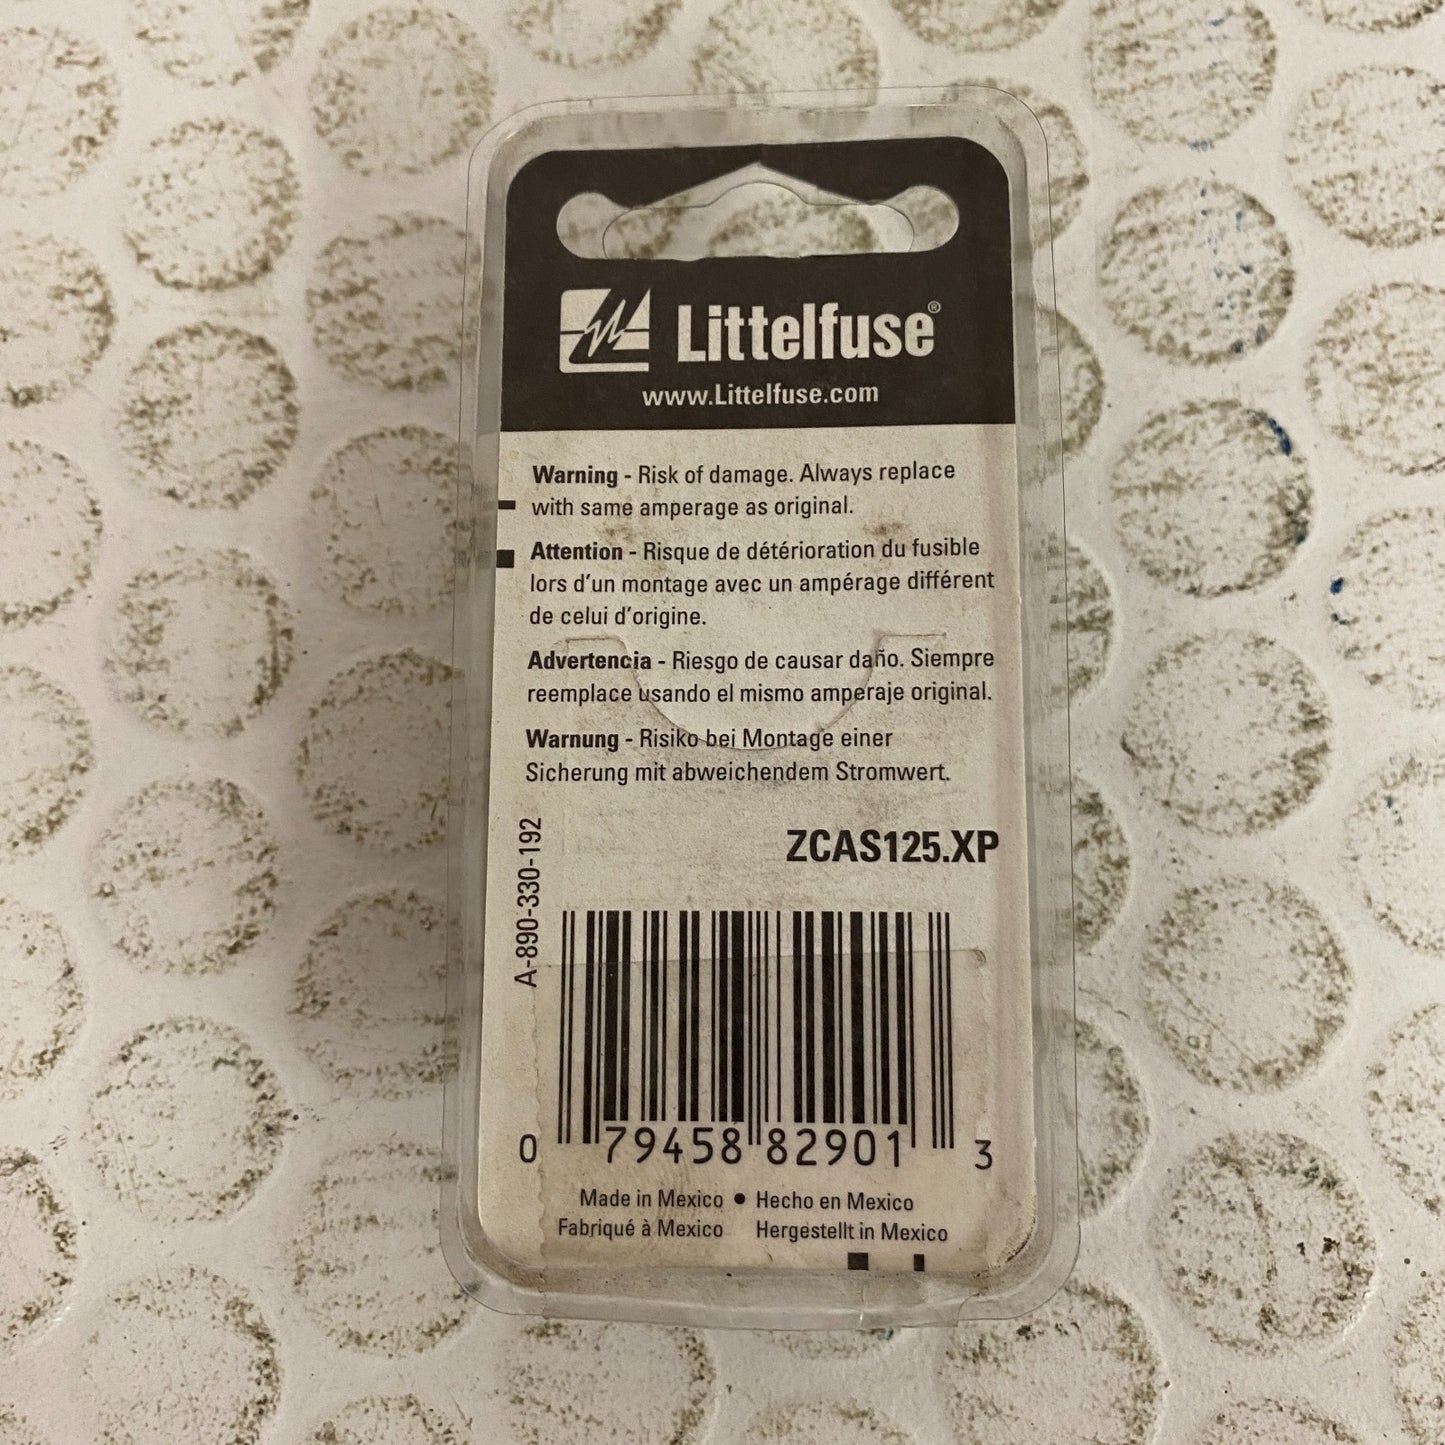 Littelfuse®
www.Littelfuse.com
Warning - Risk of damage. Always replace
with same amperage as original.
Attention - Risque de détérioration du fusible
lors d'un montage avec un ampérage différent
de celui d'origine.
Advertencia - Riesgo de causar daño. Siempre
reemplace usando el mismo amperaje original.
Warnung - Risiko bei Montage einer
Sicherung mit abweichendem Stromwert.
ZCAS125.XP
A-890-330-192
0 79458 82901 3
Made in Mexico • Hecho en Mexico
Fabriqué à Mexico Hergestellt in Mexico